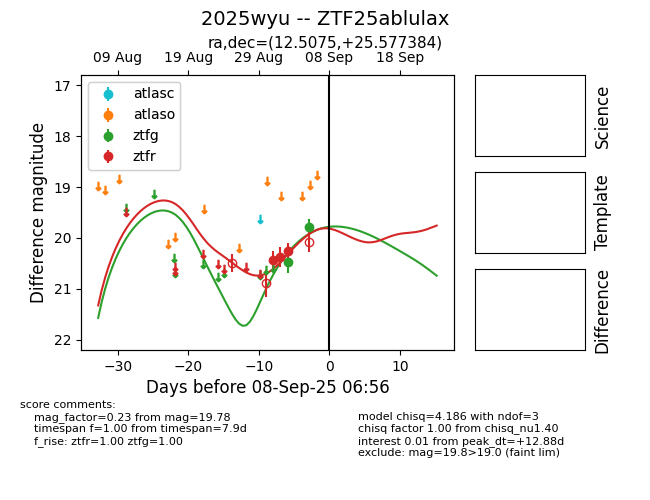 2025wyu -- ZTF25ablulax
ra,dec=(12.5075,+25.577384)
09 Aug 19 Aug 29 Aug 08 Sep 18 Sep
17
18
19
20
21
22
Difference magnitude
atlasc
atlaso
ztfg
ztfr
−30 −20 −10 0 10
Days before 08-Sep-25 06:56
Science
Template
Difference
score comments:
mag_factor=0.23 from mag=19.78
timespan f=1.00 from timespan=7.9d
f_rise: ztfr=1.00 ztfg=1.00
model chisq=4.186 with ndof=3
chisq factor 1.00 from chisq_nu1.40
interest 0.01 from peak_dt=+12.88d
exclude: mag=19.8>19.0 (faint lim)